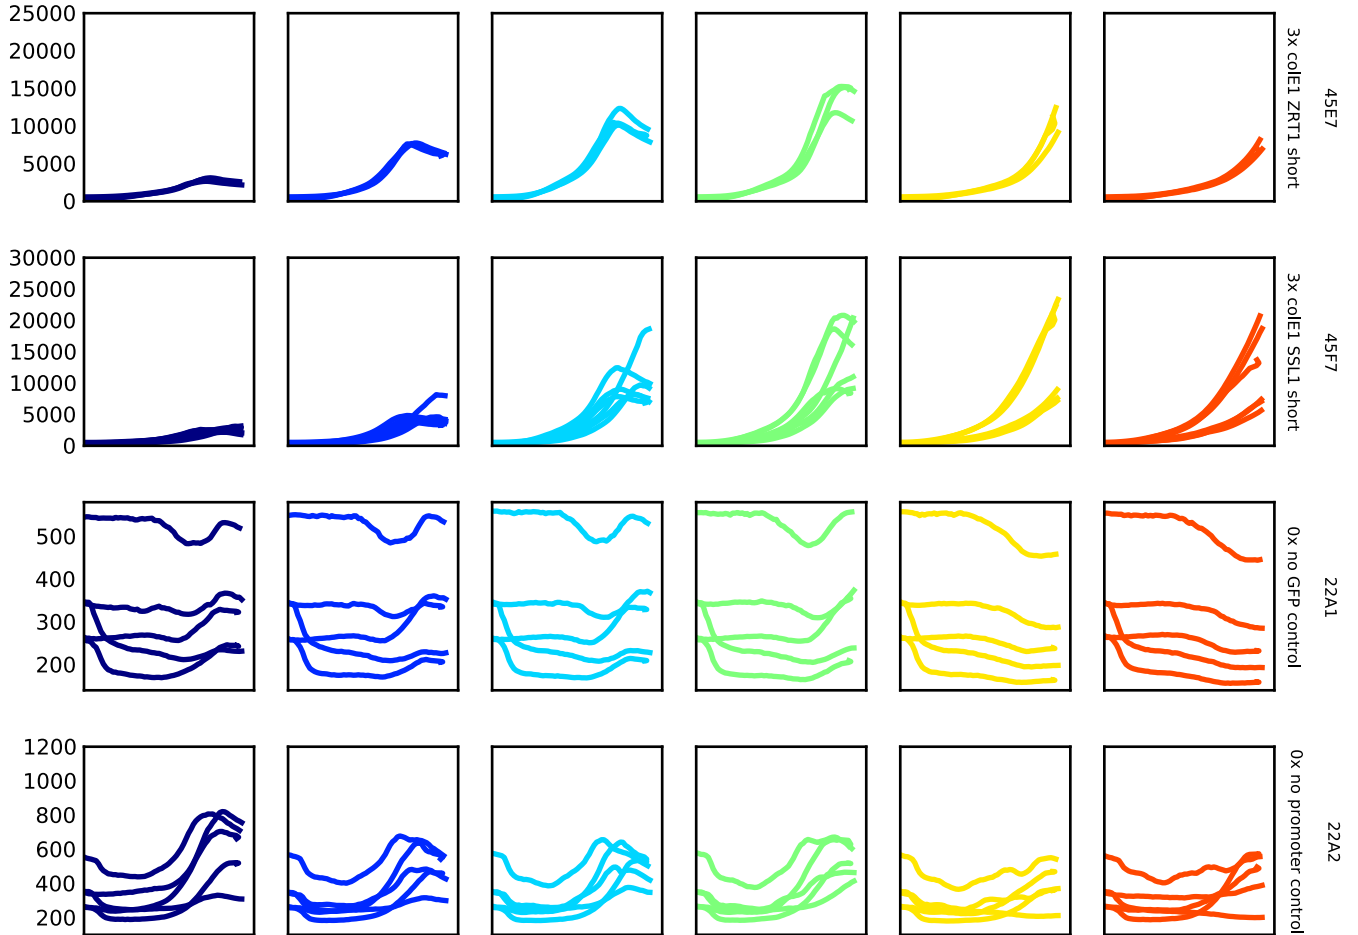 25000
20000
15000
10000
5000
0
3x colE1 ZRT1 short
45E7
30000
25000
20000
15000
10000
5000
0
3x colE1 SSL1 short
45F7
500
400
300
200
0x no GFP control
22A1
1200
1000
800
600
400
200
0x no promoter control
22A2